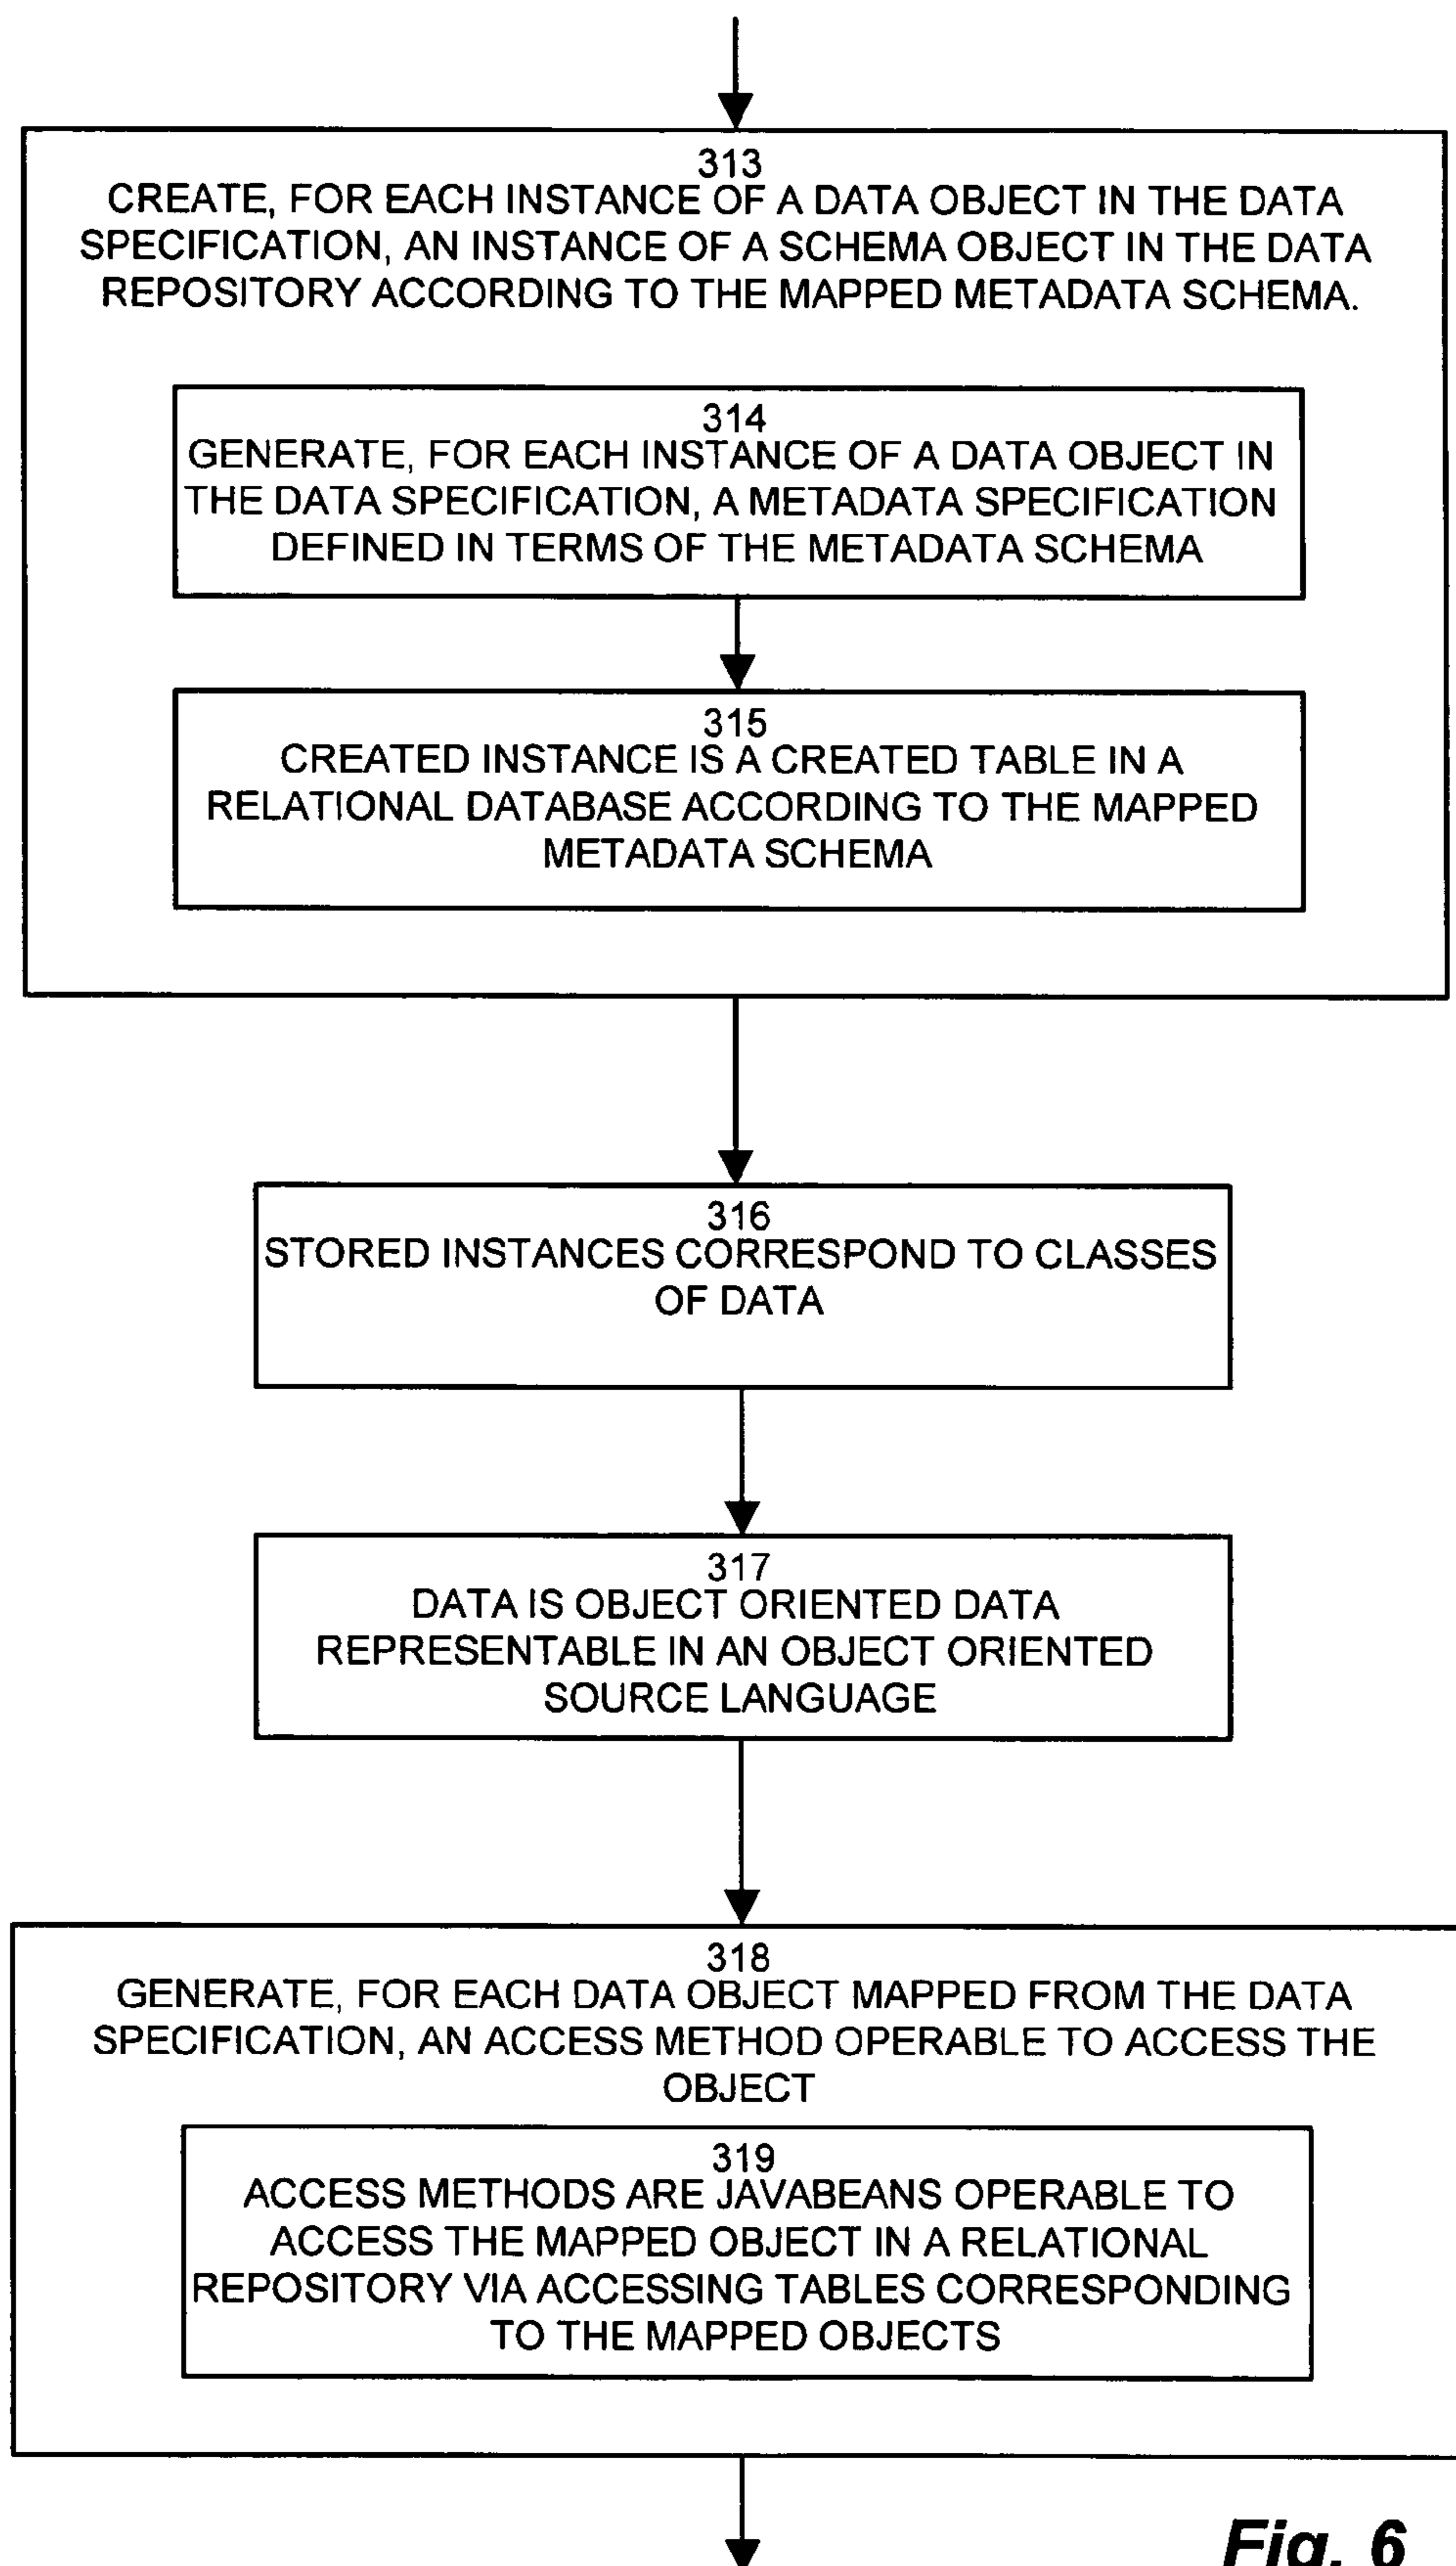 313
CREATE, FOR EACH INSTANCE OF A DATA OBJECT IN THE DATA
SPECIFICATION, AN INSTANCE OF A SCHEMA OBJECT IN THE DATA
REPOSITORY ACCORDING TO THE MAPPED METADATA SCHEMA.
314
GENERATE, FOR EACH INSTANCE OF A DATA OBJECT IN
THE DATA SPECIFICATION, A METADATA SPECIFICATION
DEFINED IN TERMS OF THE METADATA SCHEMA
315
CREATED INSTANCE IS A CREATED TABLE IN A
RELATIONAL DATABASE ACCORDING TO THE MAPPED
METADATA SCHEMA
316
STORED INSTANCES CORRESPOND TO CLASSES
OF DATA
317
DATA IS OBJECT ORIENTED DATA
REPRESENTABLE IN AN OBJECT ORIENTED
SOURCE LANGUAGE
318
GENERATE, FOR EACH DATA OBJECT MAPPED FROM THE DATA
SPECIFICATION, AN ACCESS METHOD OPERABLE TO ACCESS THE
OBJECT
319
ACCESS METHODS ARE JAVABEANS OPERABLE TO
ACCESS THE MAPPED OBJECT IN A RELATIONAL
REPOSITORY VIA ACCESSING TABLES CORRESPONDING
TO THE MAPPED OBJECTS
Fig. 6